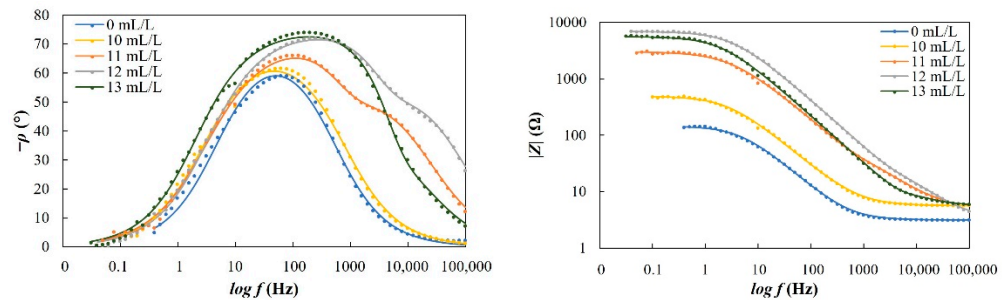 80
70
60
50
40
30
20
10
0
−ρ (°)
0 mL/L
10 mL/L
11 mL/L
12 mL/L
13 mL/L
0 0.1 1 10 100 1000 10,000 100,000
log f (Hz)
10000
1000
100
10
1
|Z| (Ω)
0 mL/L
10 mL/L
11 mL/L
12 mL/L
13 mL/L
0 0.1 1 10 100 1000 10,000 100,000
log f (Hz)